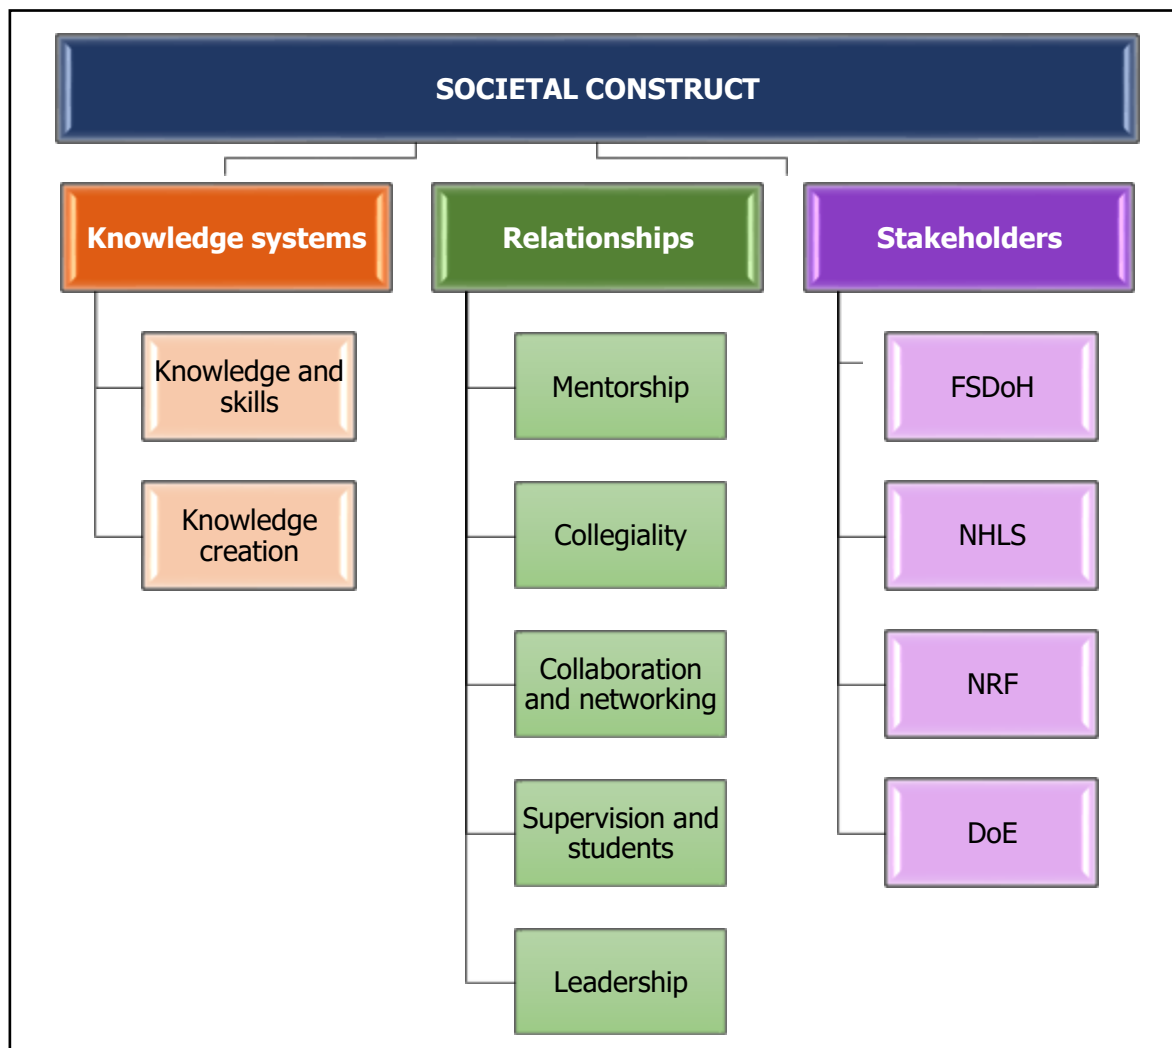 SOCIETAL CONSTRUCT
Knowledge systems
Knowledge and
skills
Knowledge
creation
Relationships
Mentorship
Collegiality
Collaboration
and networking
Supervision and
students
Leadership
Stakeholders
FSDoH
NHLS
NRF
DoE